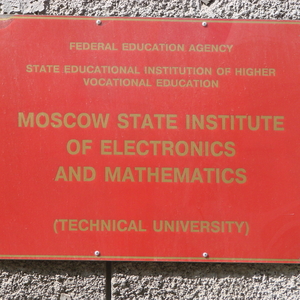 FEDERAL EDUCATION AGENCY
STATE EDUCATIONAL INSTITUTION OF HIGHER
VOCATIONAL EDUCATION
MOSCOW STATE INSTITUTE
OF ELECTRONICS
AND MATHEMATICS
(TECHNICAL UNIVERSITY)